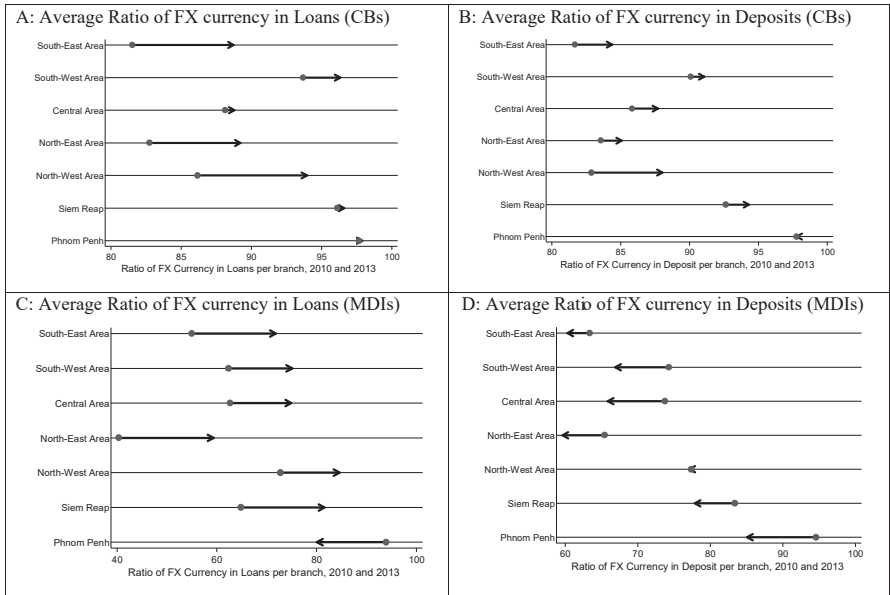 A: Average Ratio of FX currency in Loans (CBs)
South-East Area
South-West Area
Central Area
North-East Area
North-West Area
Siem Reap
Phnom Penh
80 85 90 95 100
Ratio of FX Currency in Loans per branch, 2010 and 2013
B: Average Ratio of FX currency in Deposits (CBs)
South-East Area
South-West Area
Central Area
North-East Area
North-West Area
Siem Reap
Phnom Penh
80 85 90 95 100
Ratio of FX Currency in Deposit per branch, 2010 and 2013
C: Average Ratio of FX currency in Loans (MDIs)
South-East Area
South-West Area
Central Area
North-East Area
North-West Area
Siem Reap
Phnom Penh
40 60 80 100
Ratio of FX Currency in Loans per branch, 2010 and 2013
D: Average Ratio of FX currency in Deposits (MDIs)
South-East Area
South-West Area
Central Area
North-East Area
North-West Area
Siem Reap
Phnom Penh
60 70 80 90 100
Ratio of FX Currency in Deposit per branch, 2010 and 2013